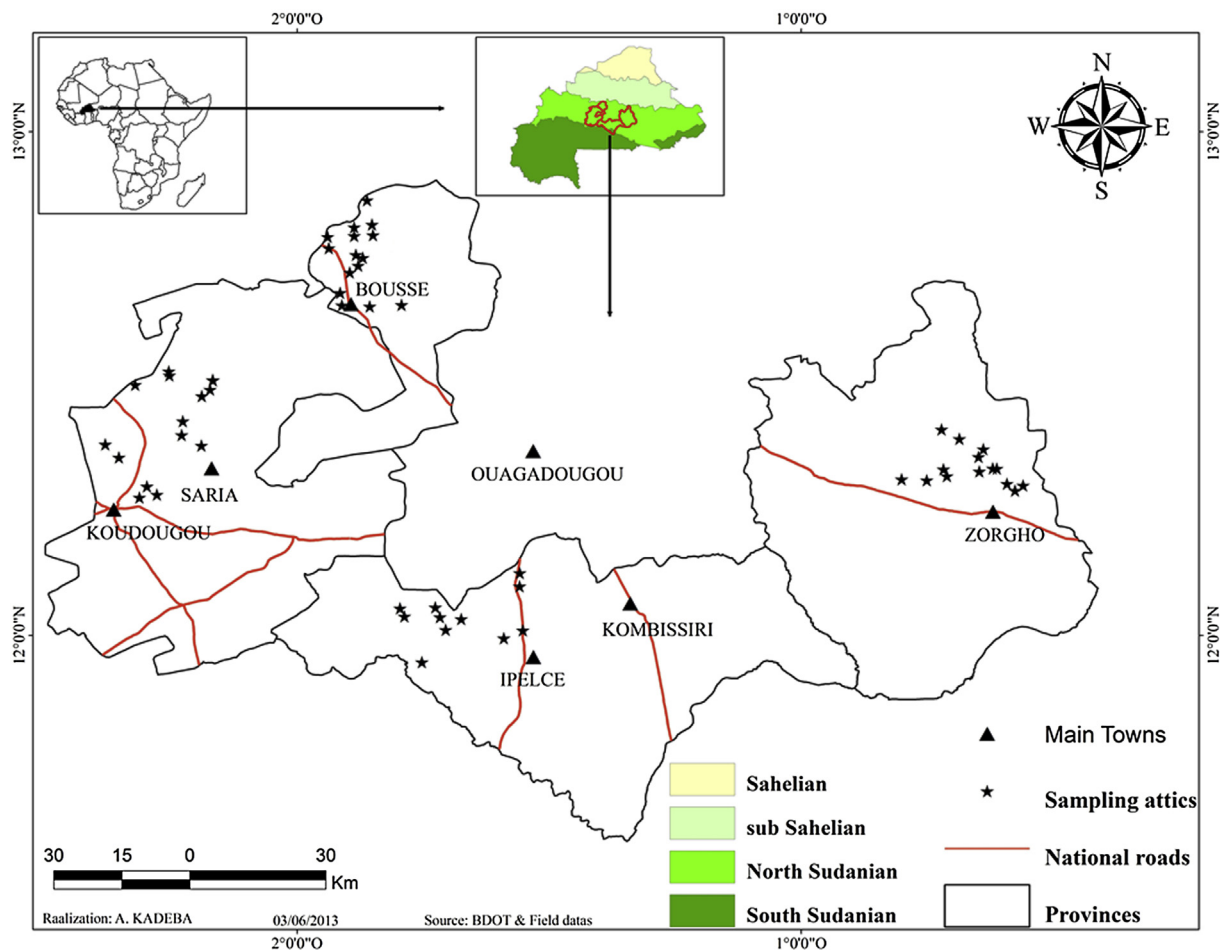 2°0'0"O
1°0'0"O
13°0'0"N
13°0'0"N
N
W
E
S
BOUSSE
OUAGADOUGOU
SARIA
KOUDOUGOU
ZORGHO
KOMBISSIRI
IPELCE
12°0'0"N
12°0'0"N
Main Towns
Sahelian
Sampling attics
sub Sahelian
North Sudanian
National roads
South Sudanian
Provinces
30 15 0 30
Km
Raalization: A. KADEBA 03/06/2013 Source: BDOT & Field datas
2°0'0"O
1°0'0"O